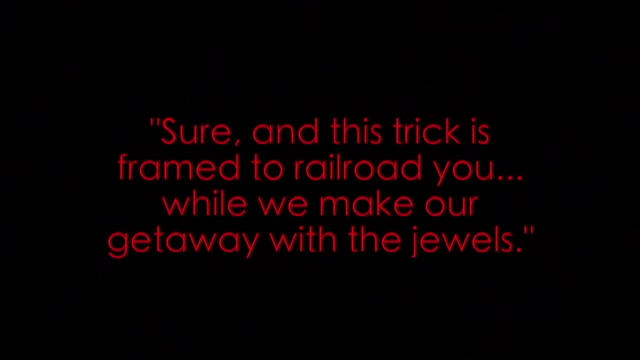 "Sure, and this trick is
framed to railroad you...
while we make our
getaway with the jewels."